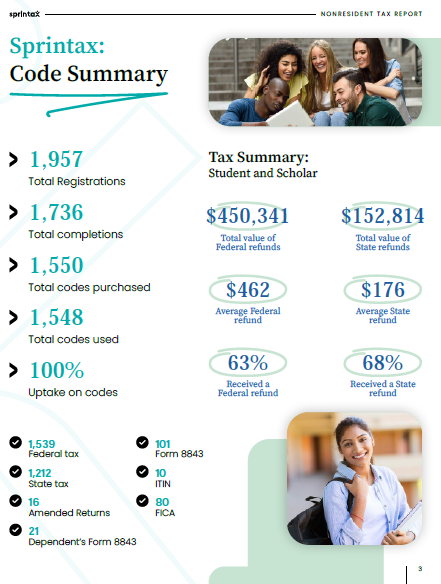 sprintax
NONRESIDENT TAX REPORT
Sprintax:
Code Summary
1,957
Total Registrations
1,736
Total completions
1,550
Total codes purchased
1,548
Total codes used
100%
Uptake on codes
Tax Summary:
Student and Scholar
$450,341
Total value of
Federal refunds
$152,814
Total value of
State refunds
$462
Average Federal
refund
$176
Average State
refund
63%
Received a
Federal refund
68%
Received a State
refund
1,539
Federal tax
1,212
State tax
16
Amended Returns
21
Dependent's Form 8843
101
Form 8843
10
ITIN
80
FICA
3